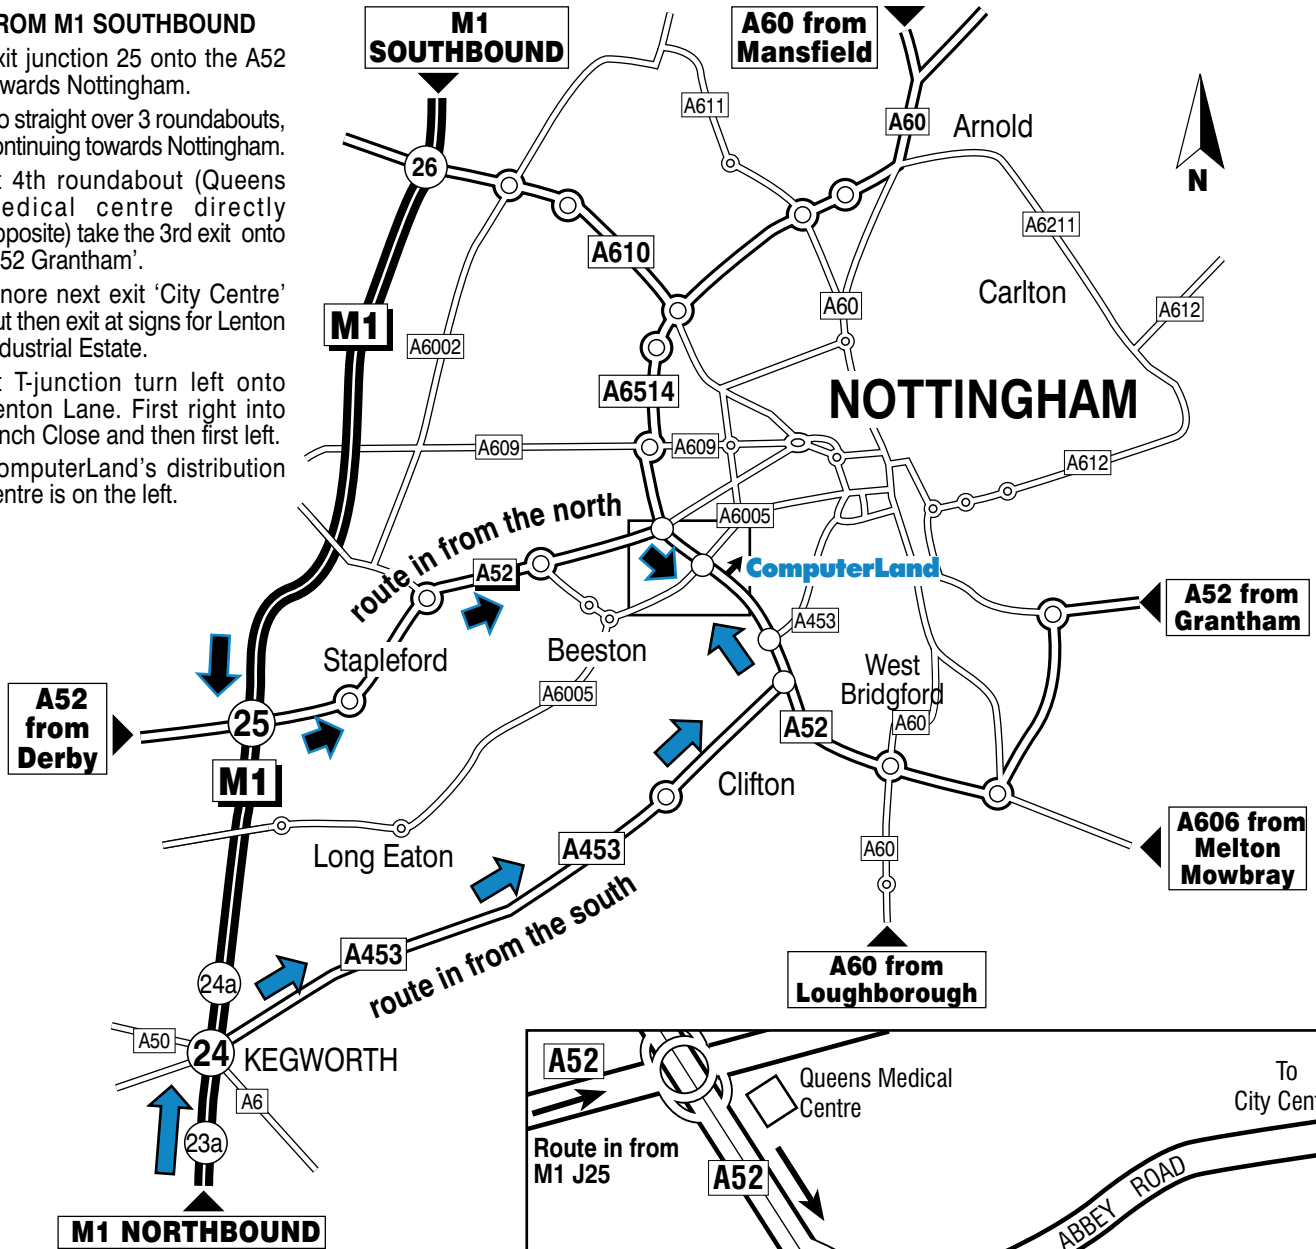 ROM M1 SOUTHBOUND
xit junction 25 onto the A52
wards Nottingham.
o straight over 3 roundabouts,
ontinuing towards Nottingham.
t 4th roundabout (Queens
edical centre directly
pposite) take the 3rd exit onto
52 Grantham’.
nore next exit ‘City Centre’
ut then exit at signs for Lenton
dustrial Estate.
t T-junction turn left onto
enton Lane. First right into
nch Close and then first left.
omputerLand’s distribution
entre is on the left.
M1
SOUTHBOUND
A60 from
Mansfield
A611
A60
Arnold
N
26
A610
A6211
Carlton
A60
A612
M1
A6002
A6514
NOTTINGHAM
A609
A609
A612
route in from the north
A6005
A52
ComputerLand
A52 from
Grantham
A453
Stapleford
Beeston
West
Bridgford
A6005
A52
from
Derby
25
A52
A60
M1
Clifton
Long Eaton
A453
A60
A606 from
Melton
Mowbray
route in from the south
A453
24a
A60 from
Loughborough
A50
24
KEGWORTH
A6
23a
M1 NORTHBOUND
A52
Queens Medical
Centre
To
City Cent
Route in from
M1 J25
A52
ABBEY ROAD